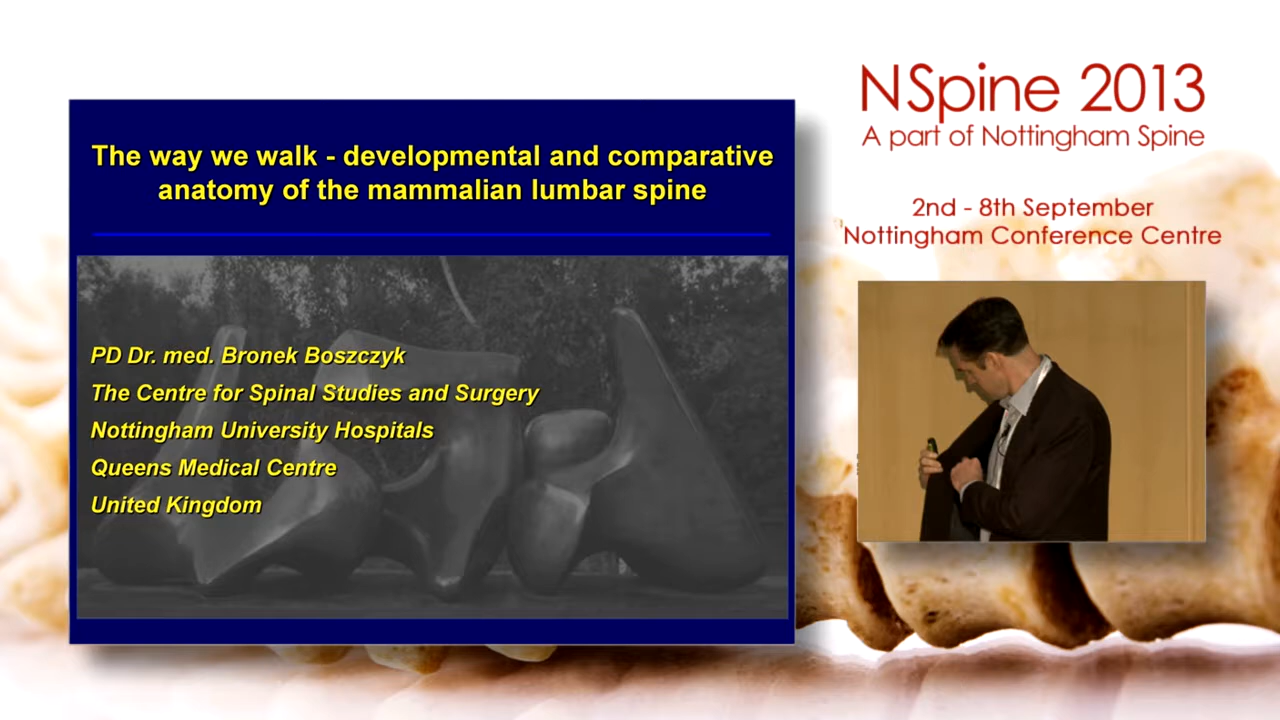 The way we walk - developmental and comparative
anatomy of the mammalian lumbar spine
PD Dr. med. Bronek Boszczyk
The Centre for Spinal Studies and Surgery
Nottingham University Hospitals
Queens Medical Centre
United Kingdom
NSpine 2013
A part of Nottingham Spine
2nd - 8th September
Nottingham Conference Centre